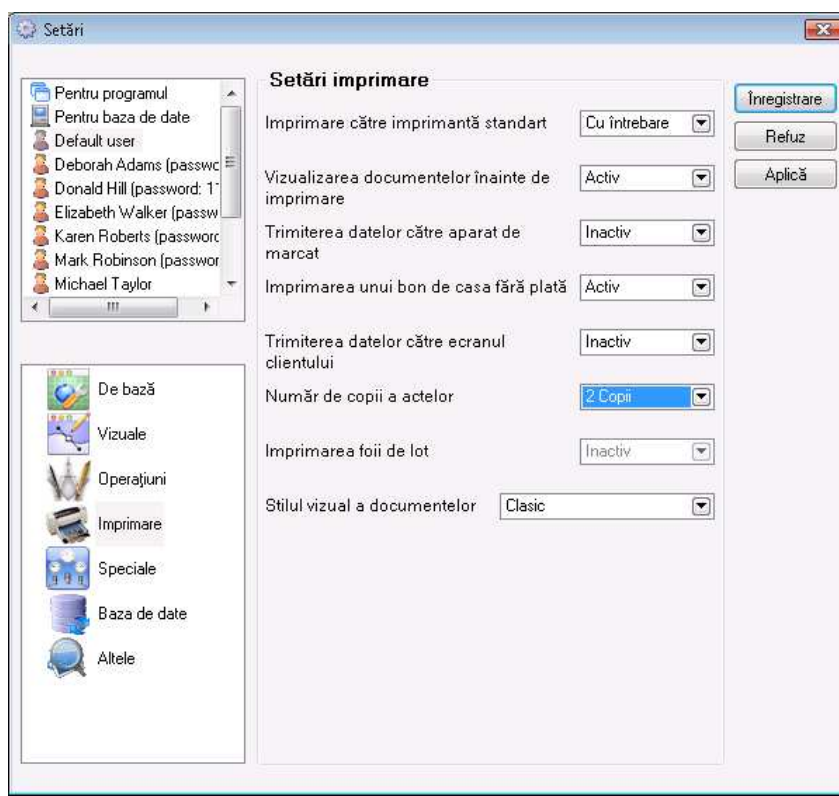 Setări
Pentru programul
Pentru baza de date
Default user
Deborah Adams (passwo
Donald Hill (password: 1
Elizabeth Walker (passw
Karen Roberts (password
Mark Robinson (passwor
Michael Taylor
De bază
Vizuale
Operațiuni
Imprimare
Speciale
Baza de date
Altele
Setări imprimare
Imprimare către imprimantă standart Cu întrebare
Vizualizarea documentelor înainte de Activ
imprimare
Trimiterea datelor către aparat de Inactiv
marcat
Imprimarea unui bon de casa fără plată Activ
Trimiterea datelor către ecranul Inactiv
clientului
Număr de copii a actelor 2 Copii
Imprimarea foii de lot Inactiv
Stilul vizual a documentelor Clasic
Înregistrare
Refuz
Aplică